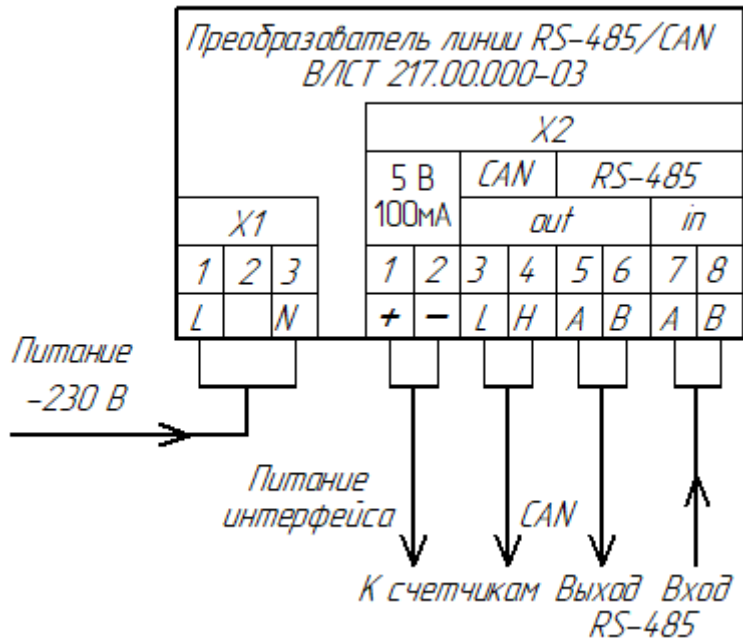 Преобразователь линии RS-485/CAN
ВЛСТ 217.00.000-03
X2
5 В CAN RS-485
100мА out in
X1
1 2 3 1 2 3 4 5 6 7 8
L N + − L H A B A B
Питание
~230 В
Питание
интерфейса CAN
К счетчикам Выход Вход
RS-485